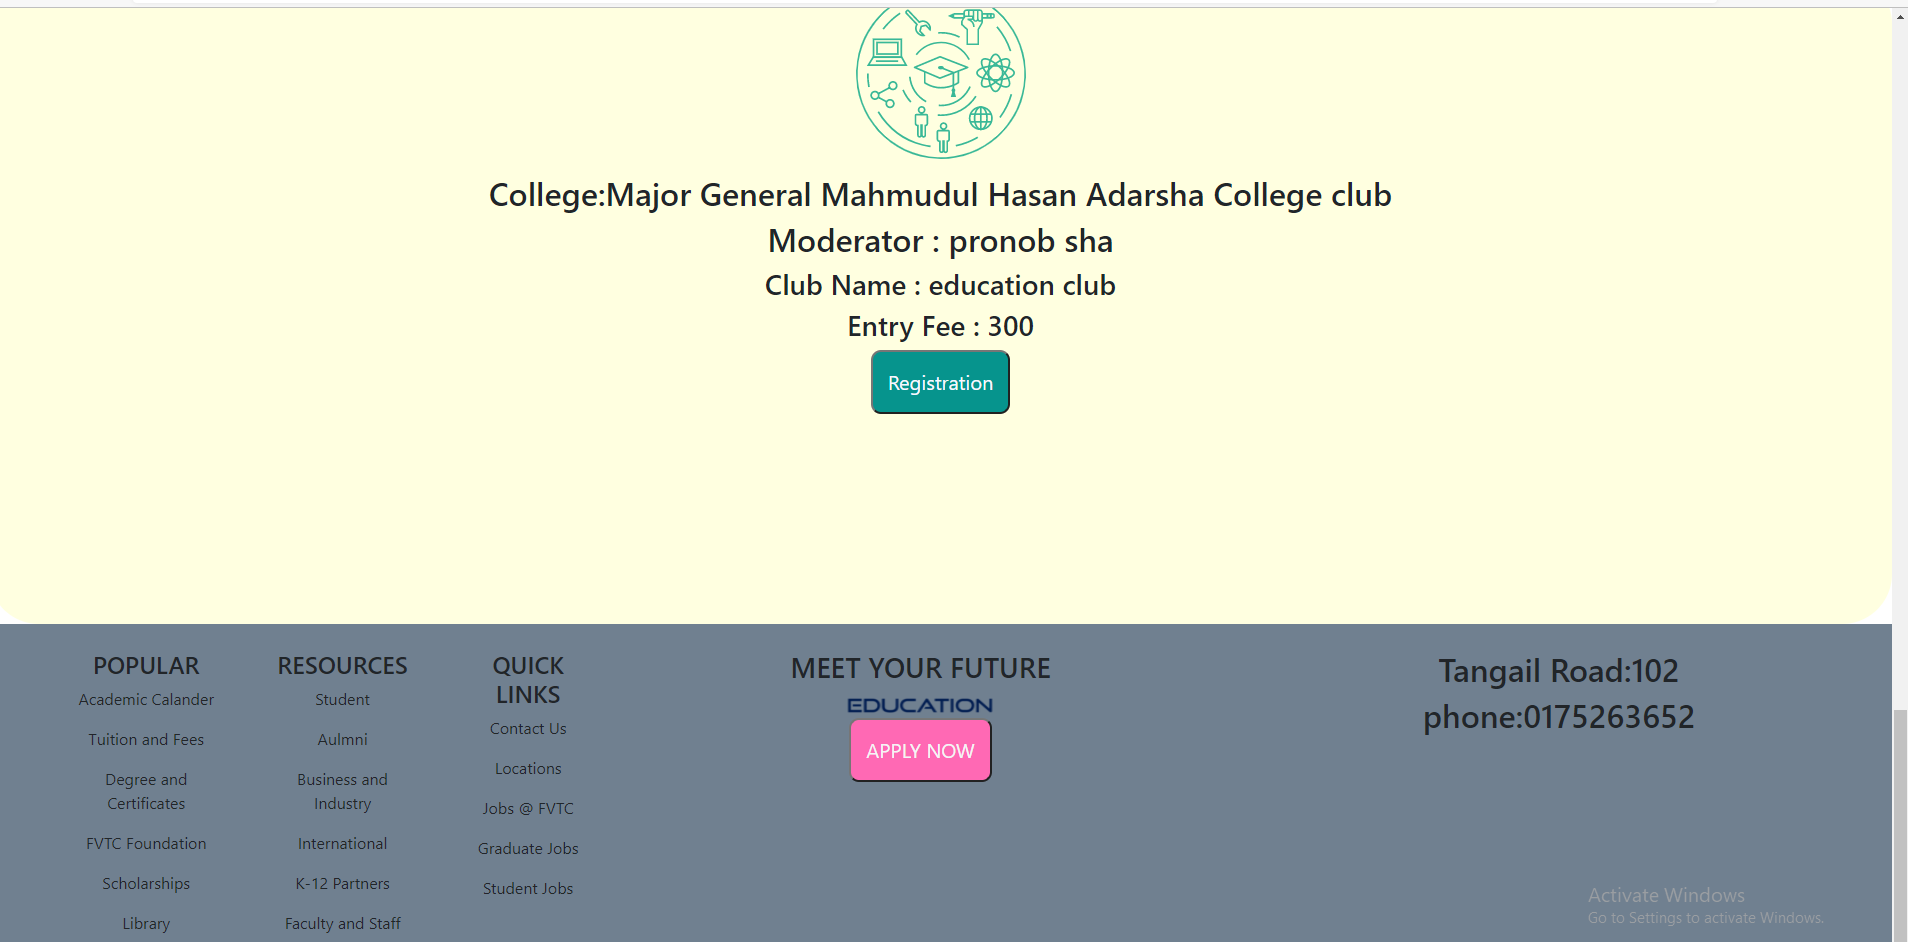 College:Major General Mahmudul Hasan Adarsha College club
Moderator : pronob sha
Club Name : education club
Entry Fee : 300
Registration
POPULAR
Academic Calander
Tuition and Fees
Degree and
Certificates
FVTC Foundation
Scholarships
Library
RESOURCES
Student
Aulmni
Business and
Industry
International
K-12 Partners
Faculty and Staff
QUICK
LINKS
Contact Us
Locations
Jobs @ FVTC
Graduate Jobs
Student Jobs
MEET YOUR FUTURE
EDUCATION
APPLY NOW
Tangail Road:102
phone:0175263652
Activate Windows
Go to Settings to activate Windows.